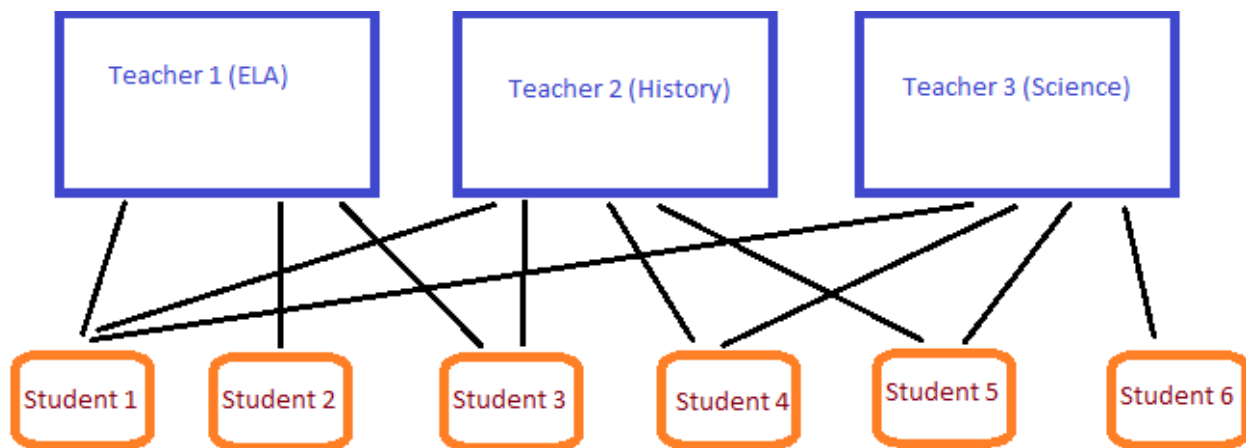 Teacher 1 (ELA)
Teacher 2 (History)
Teacher 3 (Science)
Student 1
Student 2
Student 3
Student 4
Student 5
Student 6